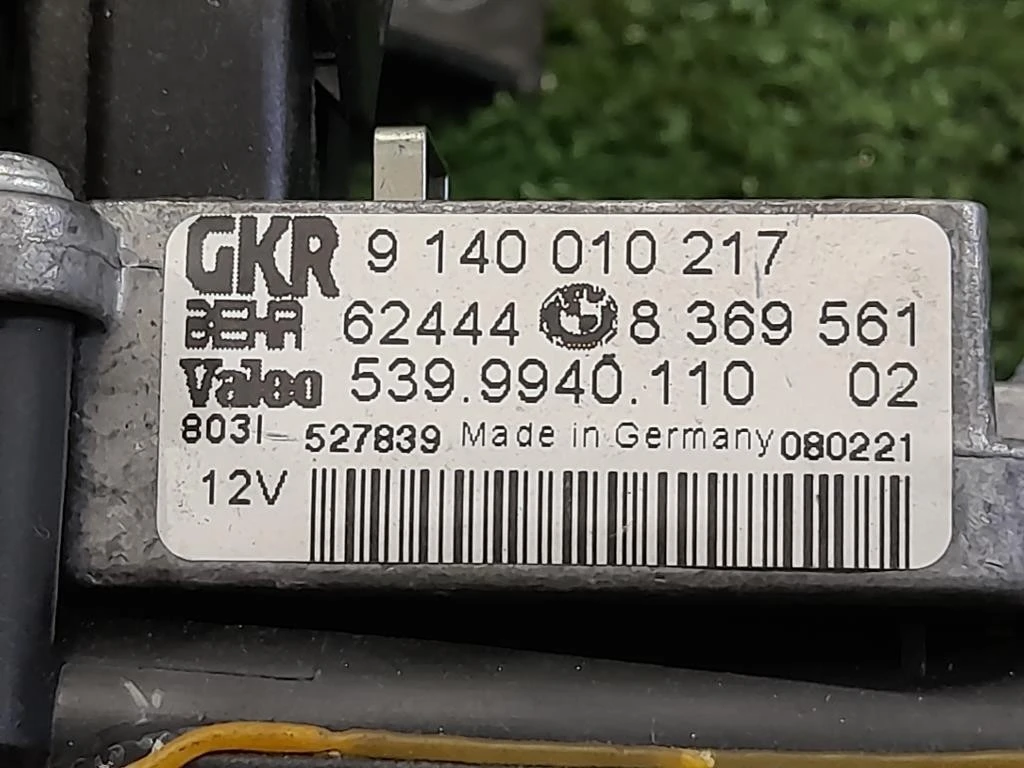 GKR 9 140 010 217
BEHR 62444 8 369 561
Valeo 539.9940.110 02
803I 527839 Made in Germany 080221
12V